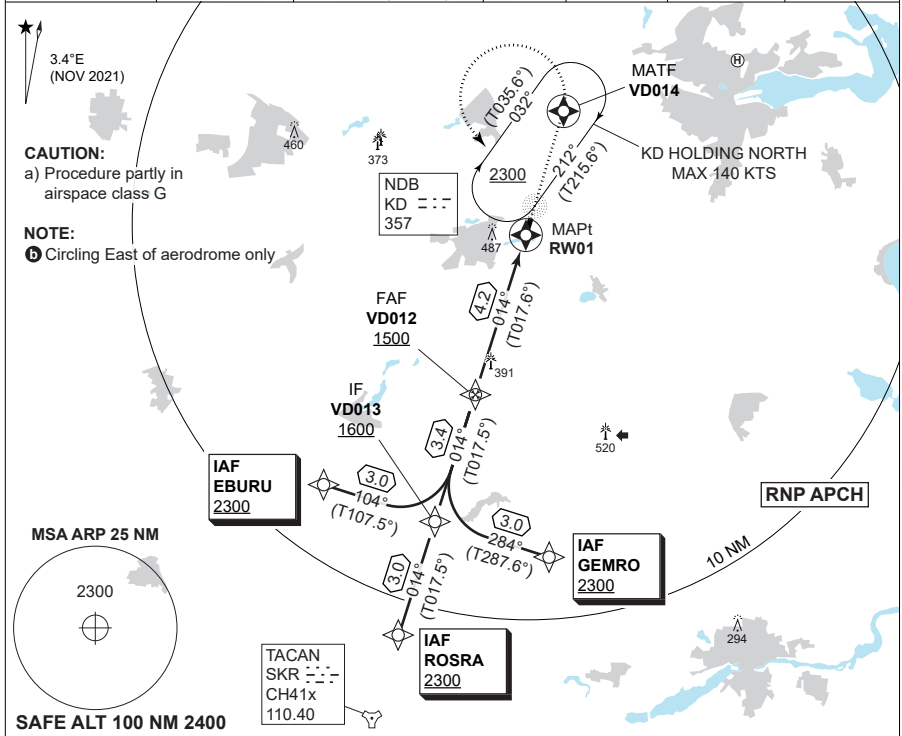 3.4°E
(NOV 2021)
CAUTION:
a) Procedure partly in
airspace class G
NOTE:
b Circling East of aerodrome only
460
373
NDB
KD
357
(T035.6°)
032°
2300
212°
(T215.6°)
MATF
VD014
H
KD HOLDING NORTH
MAX 140 KTS
487
MAPt
RW01
4.2
014°
(T017.6°)
FAF
VD012
1500
391
IF
VD013
1600
3.4
014°
(T017.5°)
520
IAF
EBURU
2300
3.0
104°
(T107.5°)
3.0
284°
(T287.6°)
IAF
GEMRO
2300
RNP APCH
10 NM
MSA ARP 25 NM
2300
SAFE ALT 100 NM 2400
3.0
014°
(T017.5°)
IAF
ROSRA
2300
TACAN
SKR
CH41x
110.40
294